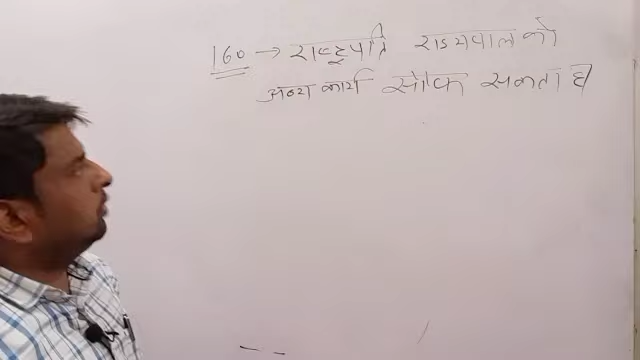 160 → राष्ट्रपति राज्यपाल को
अन्य कार्य सौंप सकता है